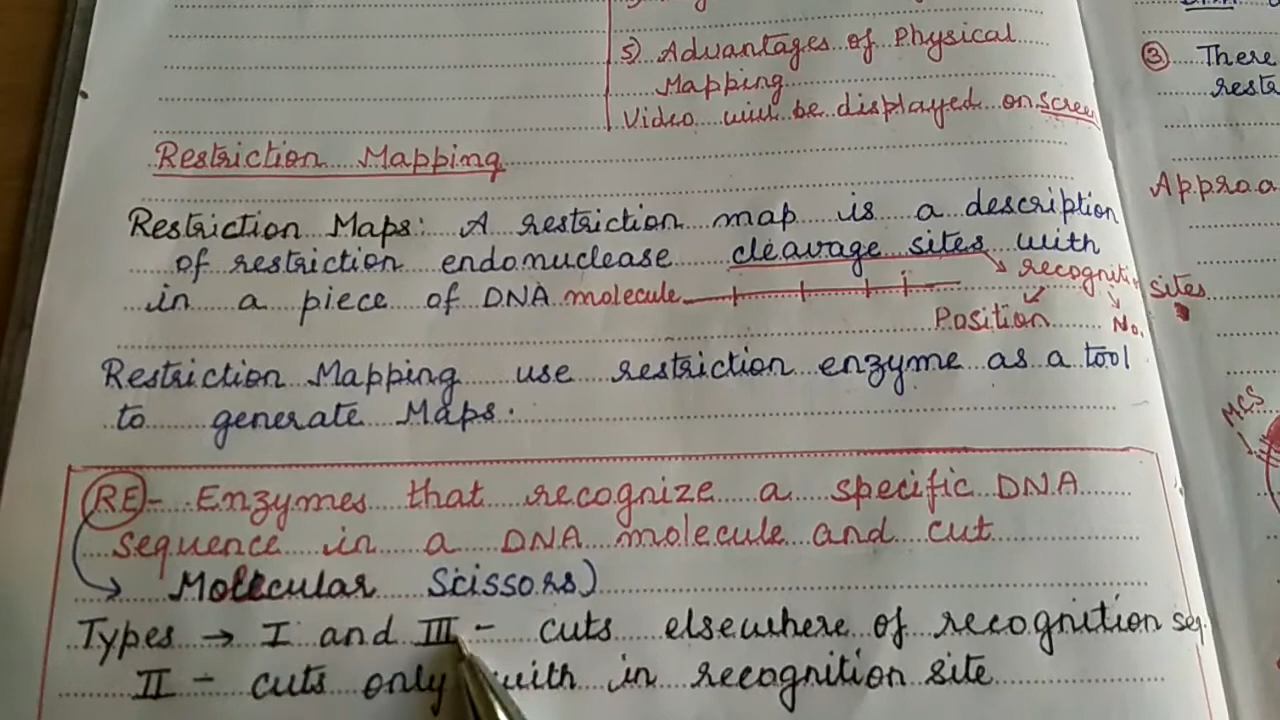 5) Advantages of Physical
Mapping
Video will be displayed on Screen
Restriction Mapping
Restriction Maps: A restriction map is a description
of restriction endonuclease cleavage sites with
in a piece of DNA molecule
recognition sites
Position No.
Restriction Mapping use restriction enzyme as a tool
to generate Maps.
RE - Enzymes that recognize a specific DNA
sequence in a DNA molecule and cut
→ Molecular Scissors)
Types → I and III - cuts elsewhere of recognition seq.
II - cuts only with in recognition site
③ There
MCS